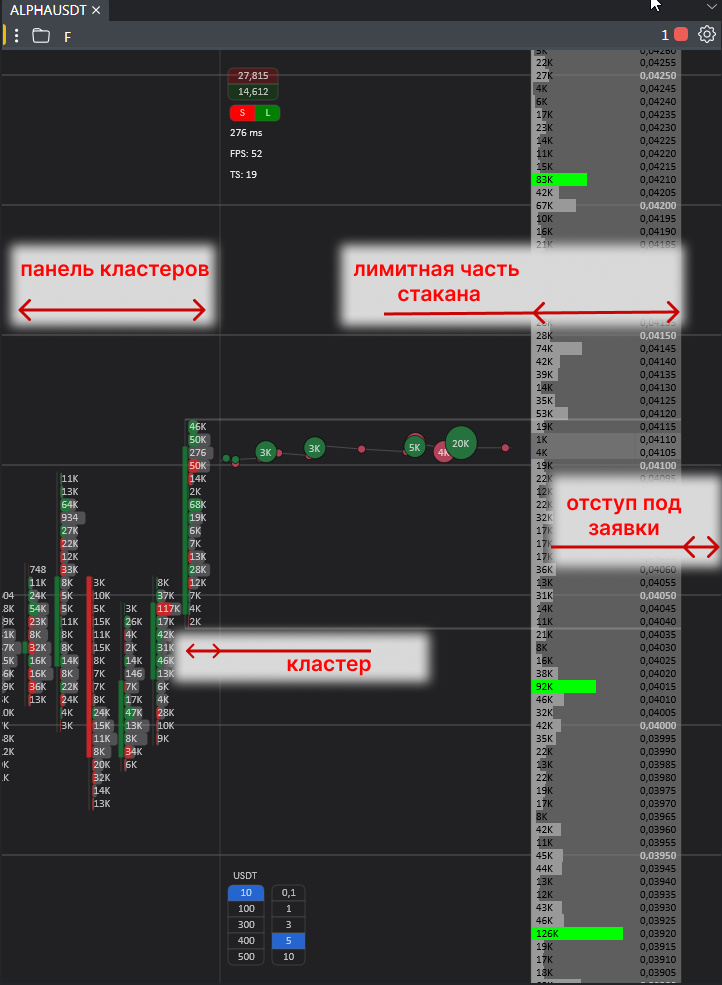 ALPHAUSDT
F
1
27,815
14,612
S L
276 ms
FPS: 52
TS: 19
панель кластеров
лимитная часть
стакана
отступ под
заявки
кластер
748
11K
24K
54K
23K
8K
32K
16K
16K
36K
13K
11K
13K
64K
934
27K
22K
12K
33K
8K
5K
5K
11K
8K
8K
14K
8K
22K
24K
4K
3K
3K
10K
5K
15K
11K
15K
8K
7K
7K
8K
24K
15K
11K
8K
20K
32K
14K
13K
3K
26K
4K
2K
14K
146
7K
17K
47K
13K
8K
34K
6K
8K
37K
117K
17K
42K
31K
46K
13K
6K
4K
28K
10K
9K
46K
50K
276
50K
14K
2K
68K
19K
6K
7K
13K
28K
12K
7K
4K
2K
3K
3K
5K
4K
20K
22K 0,04255
27K 0,04250
4K 0,04245
6K 0,04240
17K 0,04235
23K 0,04230
14K 0,04225
11K 0,04220
15K 0,04215
83K 0,04210
42K 0,04205
67K 0,04200
10K 0,04195
16K 0,04190
21K 0,04185
28K 0,04150
74K 0,04145
42K 0,04140
39K 0,04135
14K 0,04130
35K 0,04125
53K 0,04120
19K 0,04115
1K 0,04110
4K 0,04105
19K 0,04100
22K
12K
22K
32K
17K
17K
17K
36K 0,04060
13K 0,04055
31K 0,04050
14K 0,04045
11K 0,04040
21K 0,04035
8K 0,04030
16K 0,04025
38K 0,04020
92K 0,04015
46K 0,04010
32K 0,04005
42K 0,04000
35K 0,03995
22K 0,03990
13K 0,03985
22K 0,03980
19K 0,03975
17K 0,03970
8K 0,03965
42K 0,03960
11K 0,03955
45K 0,03950
44K 0,03945
13K 0,03940
12K 0,03935
43K 0,03930
46K 0,03925
126K 0,03920
19K 0,03915
17K 0,03910
18K 0,03905
USDT
10 0,1
100 1
300 3
400 5
500 10